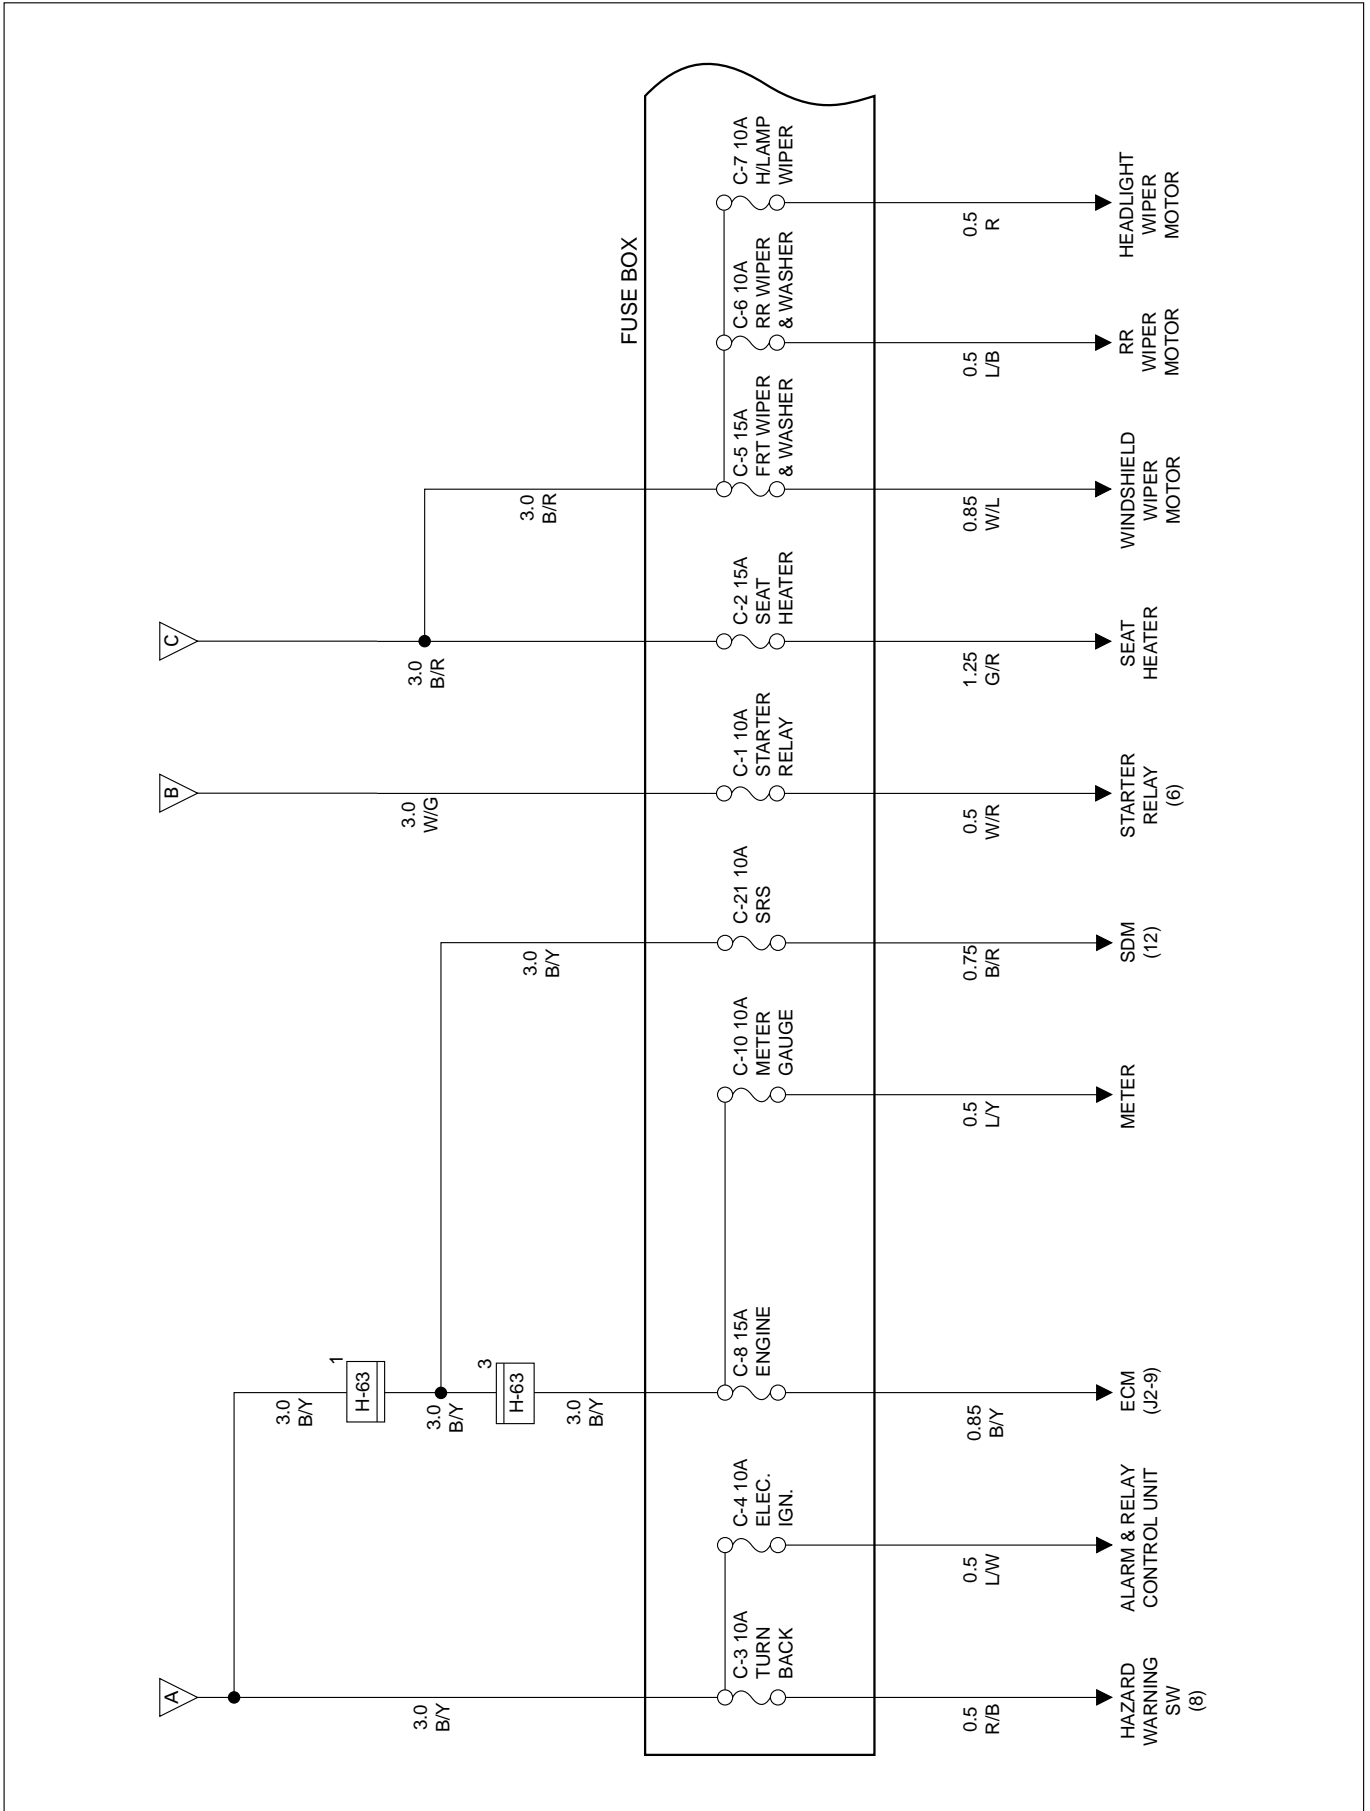 A
B
C
3.0
B/Y
3.0
B/Y
H-63
1
3.0
B/Y
H-63
3
3.0
B/Y
3.0
B/Y
3.0
W/G
3.0
B/R
3.0
B/R
FUSE BOX
C-3 10A
TURN
BACK
C-4 10A
ELEC.
IGN.
C-8 15A
ENGINE
C-10 10A
METER
GAUGE
C-21 10A
SRS
C-1 10A
STARTER
RELAY
C-2 15A
SEAT
HEATER
C-5 15A
FRT WIPER
& WASHER
C-6 10A
RR WIPER
& WASHER
C-7 10A
H/LAMP
WIPER
0.5
R/B
0.5
L/W
0.85
B/Y
0.5
L/Y
0.75
B/R
0.5
W/R
1.25
G/R
0.85
W/L
0.5
L/B
0.5
R
HAZARD
WARNING
SW
(8)
ALARM & RELAY
CONTROL UNIT
ECM
(J2-9)
METER
SDM
(12)
STARTER
RELAY
(6)
SEAT
HEATER
WINDSHIELD
WIPER
MOTOR
RR
WIPER
MOTOR
HEADLIGHT
WIPER
MOTOR